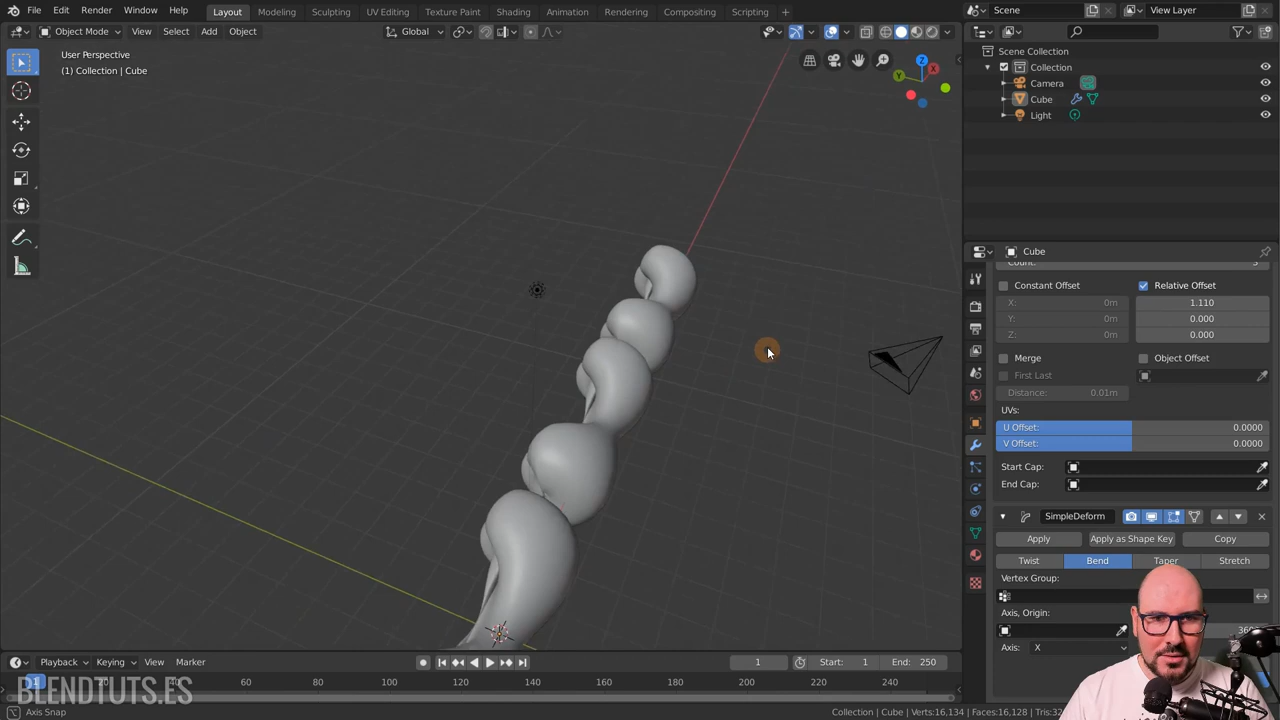 File Edit Render Window Help Layout Modeling Sculpting UV Editing Texture Paint Shading Animation Rendering Compositing Scripting + Scene View Layer
Object Mode View Select Add Object Global
User Perspective
(1) Collection | Cube
Z
X
Y
Scene Collection
Collection
Camera
Cube
Light
Cube
Constant Offset Relative Offset
X: 0m 1.110
Y: 0m 0.000
Z: 0m 0.000
Merge Object Offset
First Last
Distance: 0.01m
UVs:
U Offset: 0.0000
V Offset: 0.0000
Start Cap:
End Cap:
SimpleDeform
Apply Apply as Shape Key Copy
Twist Bend Taper Stretch
Vertex Group:
Axis, Origin:
Axis: X
Playback Keying View Marker 1 Start: 1 End: 250
1 20 40 60 80 100 120 140 160 180 200 220 240
BLENDTUTS.ES
Axis Snap Collection | Cube | Verts:16,134 | Faces:16,128 |